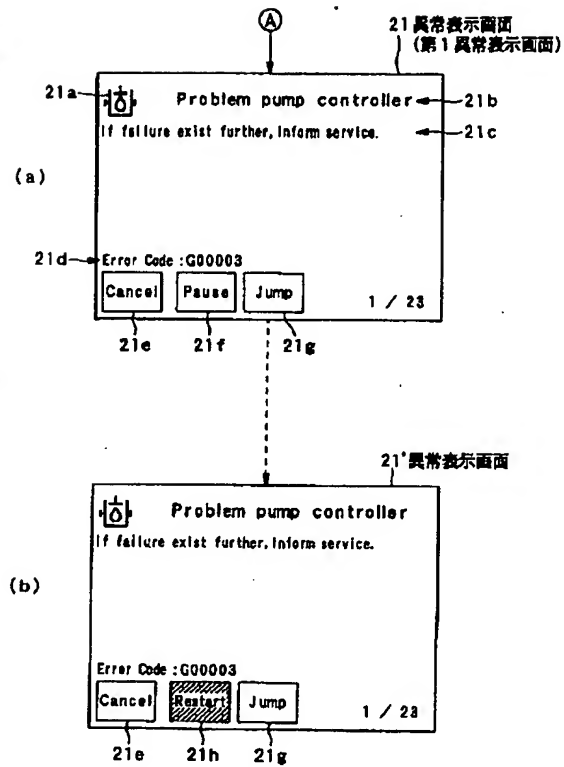 Ⓐ
21 異常表示画面
(第1異常表示画面)
21a
Problem pump controller
21b
If failure exist further, Inform service.
21c
(a)
21d
Error Code :G00003
Cancel
Pause
Jump
1 / 23
21e
21f
21g
21' 異常表示画面
Problem pump controller
If failure exist further, Inform service.
(b)
Error Code :G00003
Cancel
Restart
Jump
1 / 23
21e
21h
21g